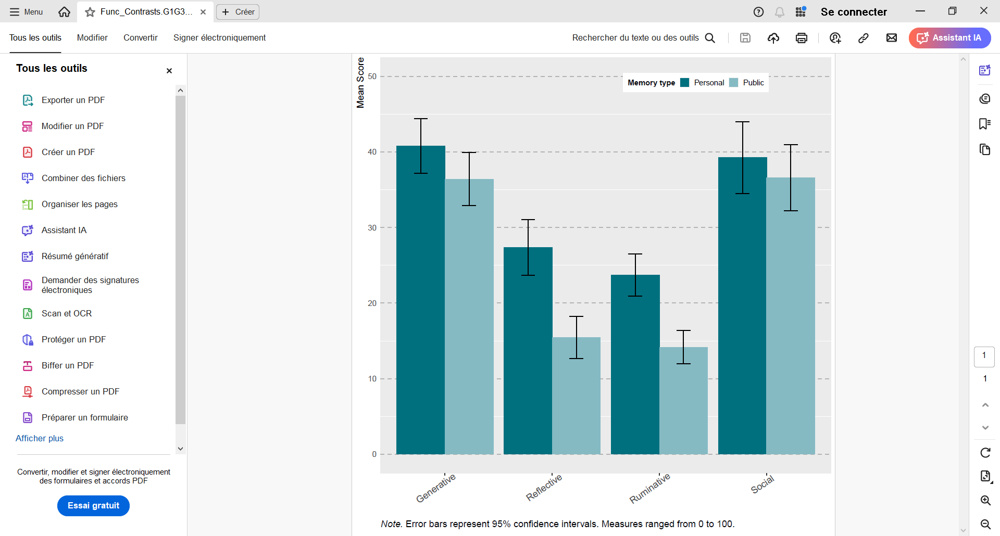 Menu
Func_Contrasts.G1G3...
Créer
Se connecter
Tous les outils
Modifier
Convertir
Signer électroniquement
Rechercher du texte ou des outils
Assistant IA
Tous les outils
Exporter un PDF
Modifier un PDF
Créer un PDF
Combiner des fichiers
Organiser les pages
Assistant IA
Résumé génératif
Demander des signatures
électroniques
Scan et OCR
Protéger un PDF
Biffer un PDF
Compresser un PDF
Préparer un formulaire
Afficher plus
Convertir, modifier et signer électroniquement
des formulaires et accords PDF
Essai gratuit
Mean Score
50
40
30
20
10
0
Memory type Personal Public
Generative
Reflective
Ruminative
Social
Note. Error bars represent 95% confidence intervals. Measures ranged from 0 to 100.
1
1